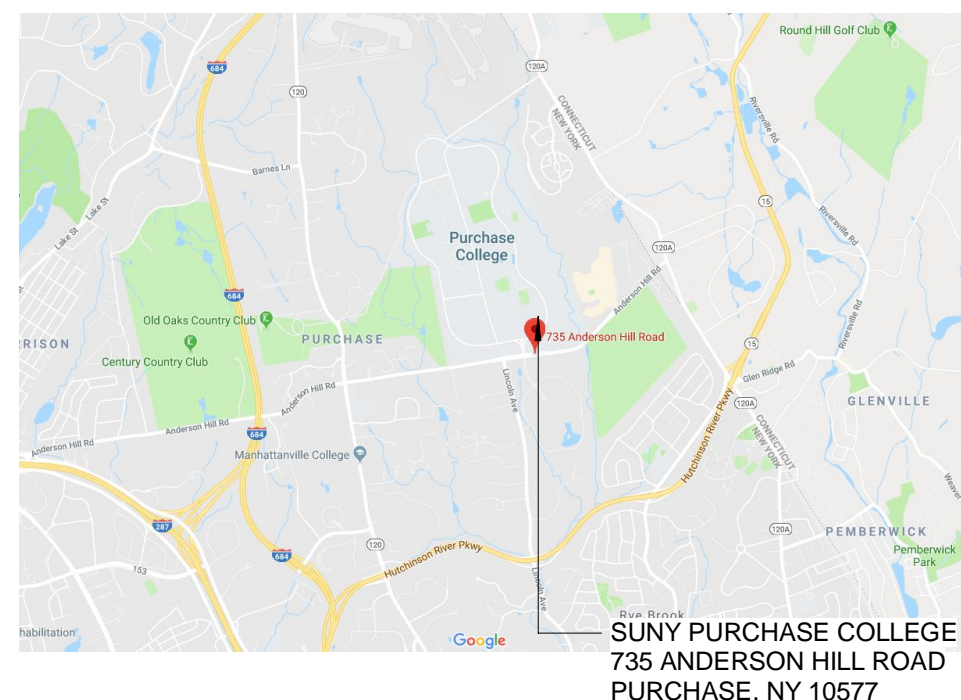 Round Hill Golf Club
684
120A
120
CONNECTICUT
NEW YORK
Riversville Rd
Barnes Ln
Lake St
Lake St
15
Riversville Rd
Purchase
College
120A
Anderson Hill Rd
684
Old Oaks Country Club
735 Anderson Hill Road
RISON
PURCHASE
Century Country Club
Riversville Rd
15
Glen Ridge Rd
Lincoln Ave
Anderson Hill Rd
120A
GLENVILLE
Hutchinson River Pkwy
CONNECTICUT
NEW YORK
Anderson Hill Rd
Anderson Hill Rd
684
Manhattanville College
Weaver
287
120A
PEMBERWICK
120
Hutchinson River Pkwy
684
Pemberwick
Park
153
Lincoln Ave
Rye Brook
habilitation
Google
SUNY PURCHASE COLLEGE
735 ANDERSON HILL ROAD
PURCHASE, NY 10577